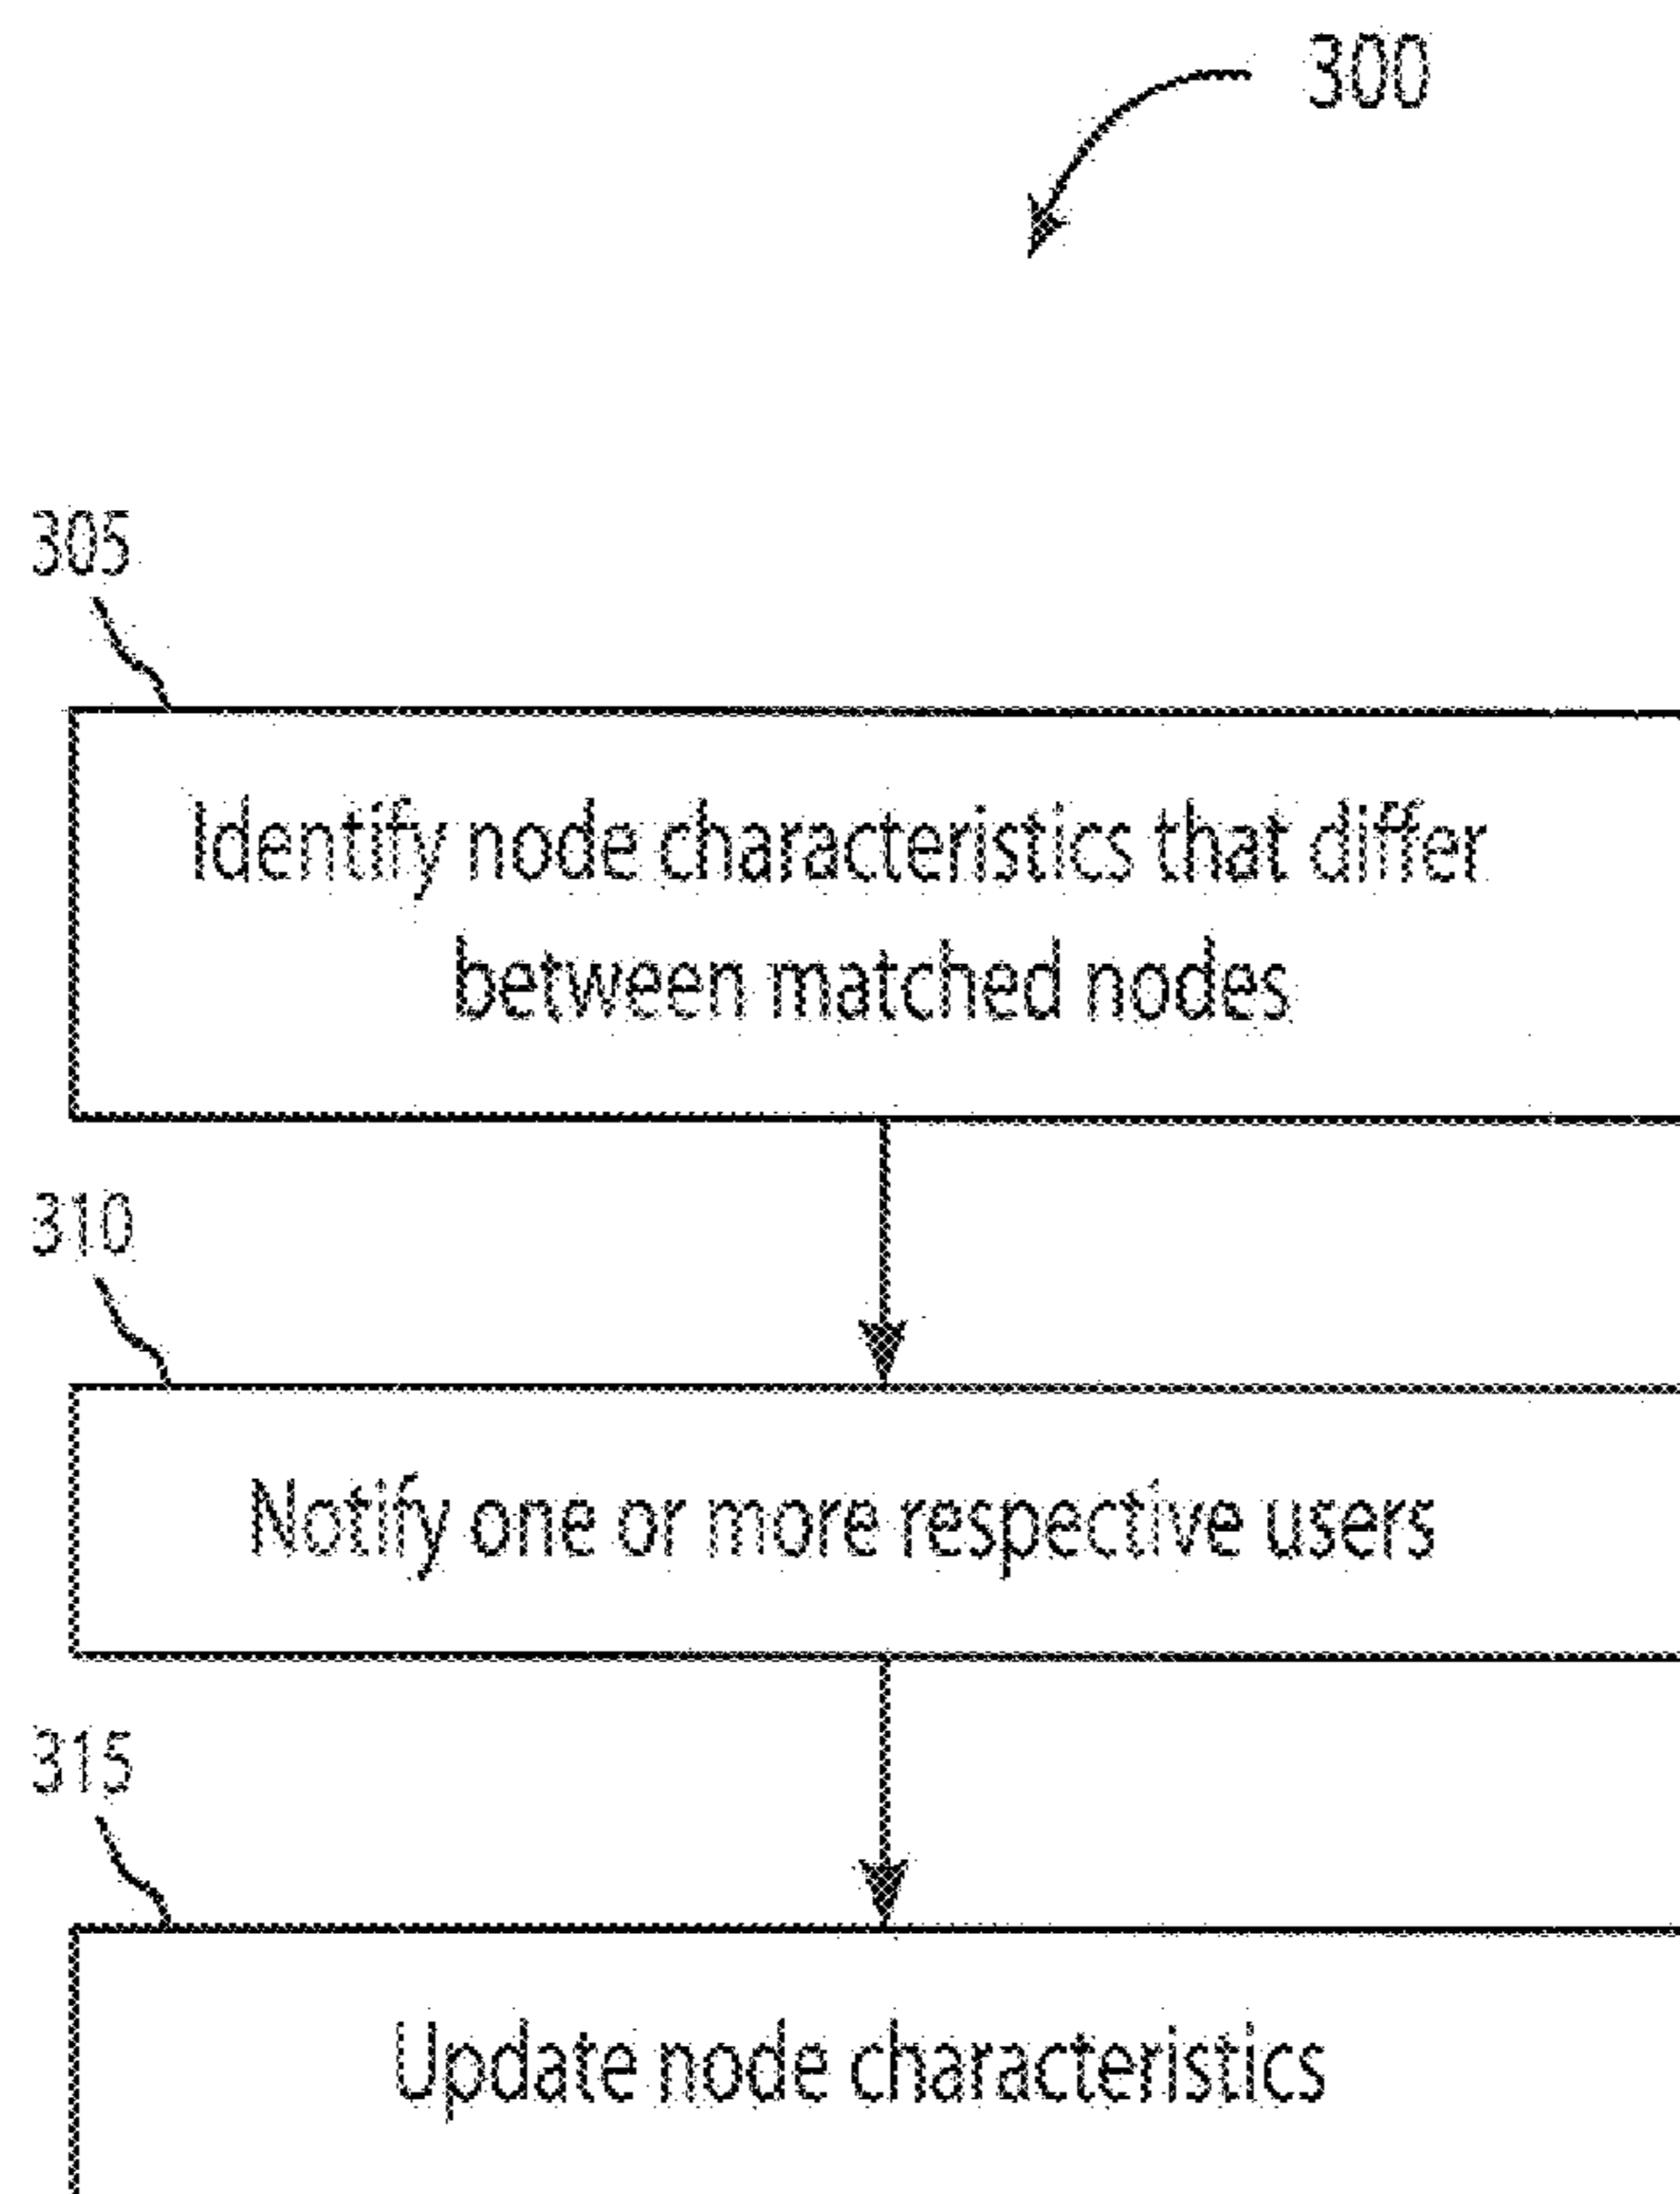 300
305
Identify node characteristics that differ
between matched nodes
310
Notify one or more respective users
315
Update node characteristics